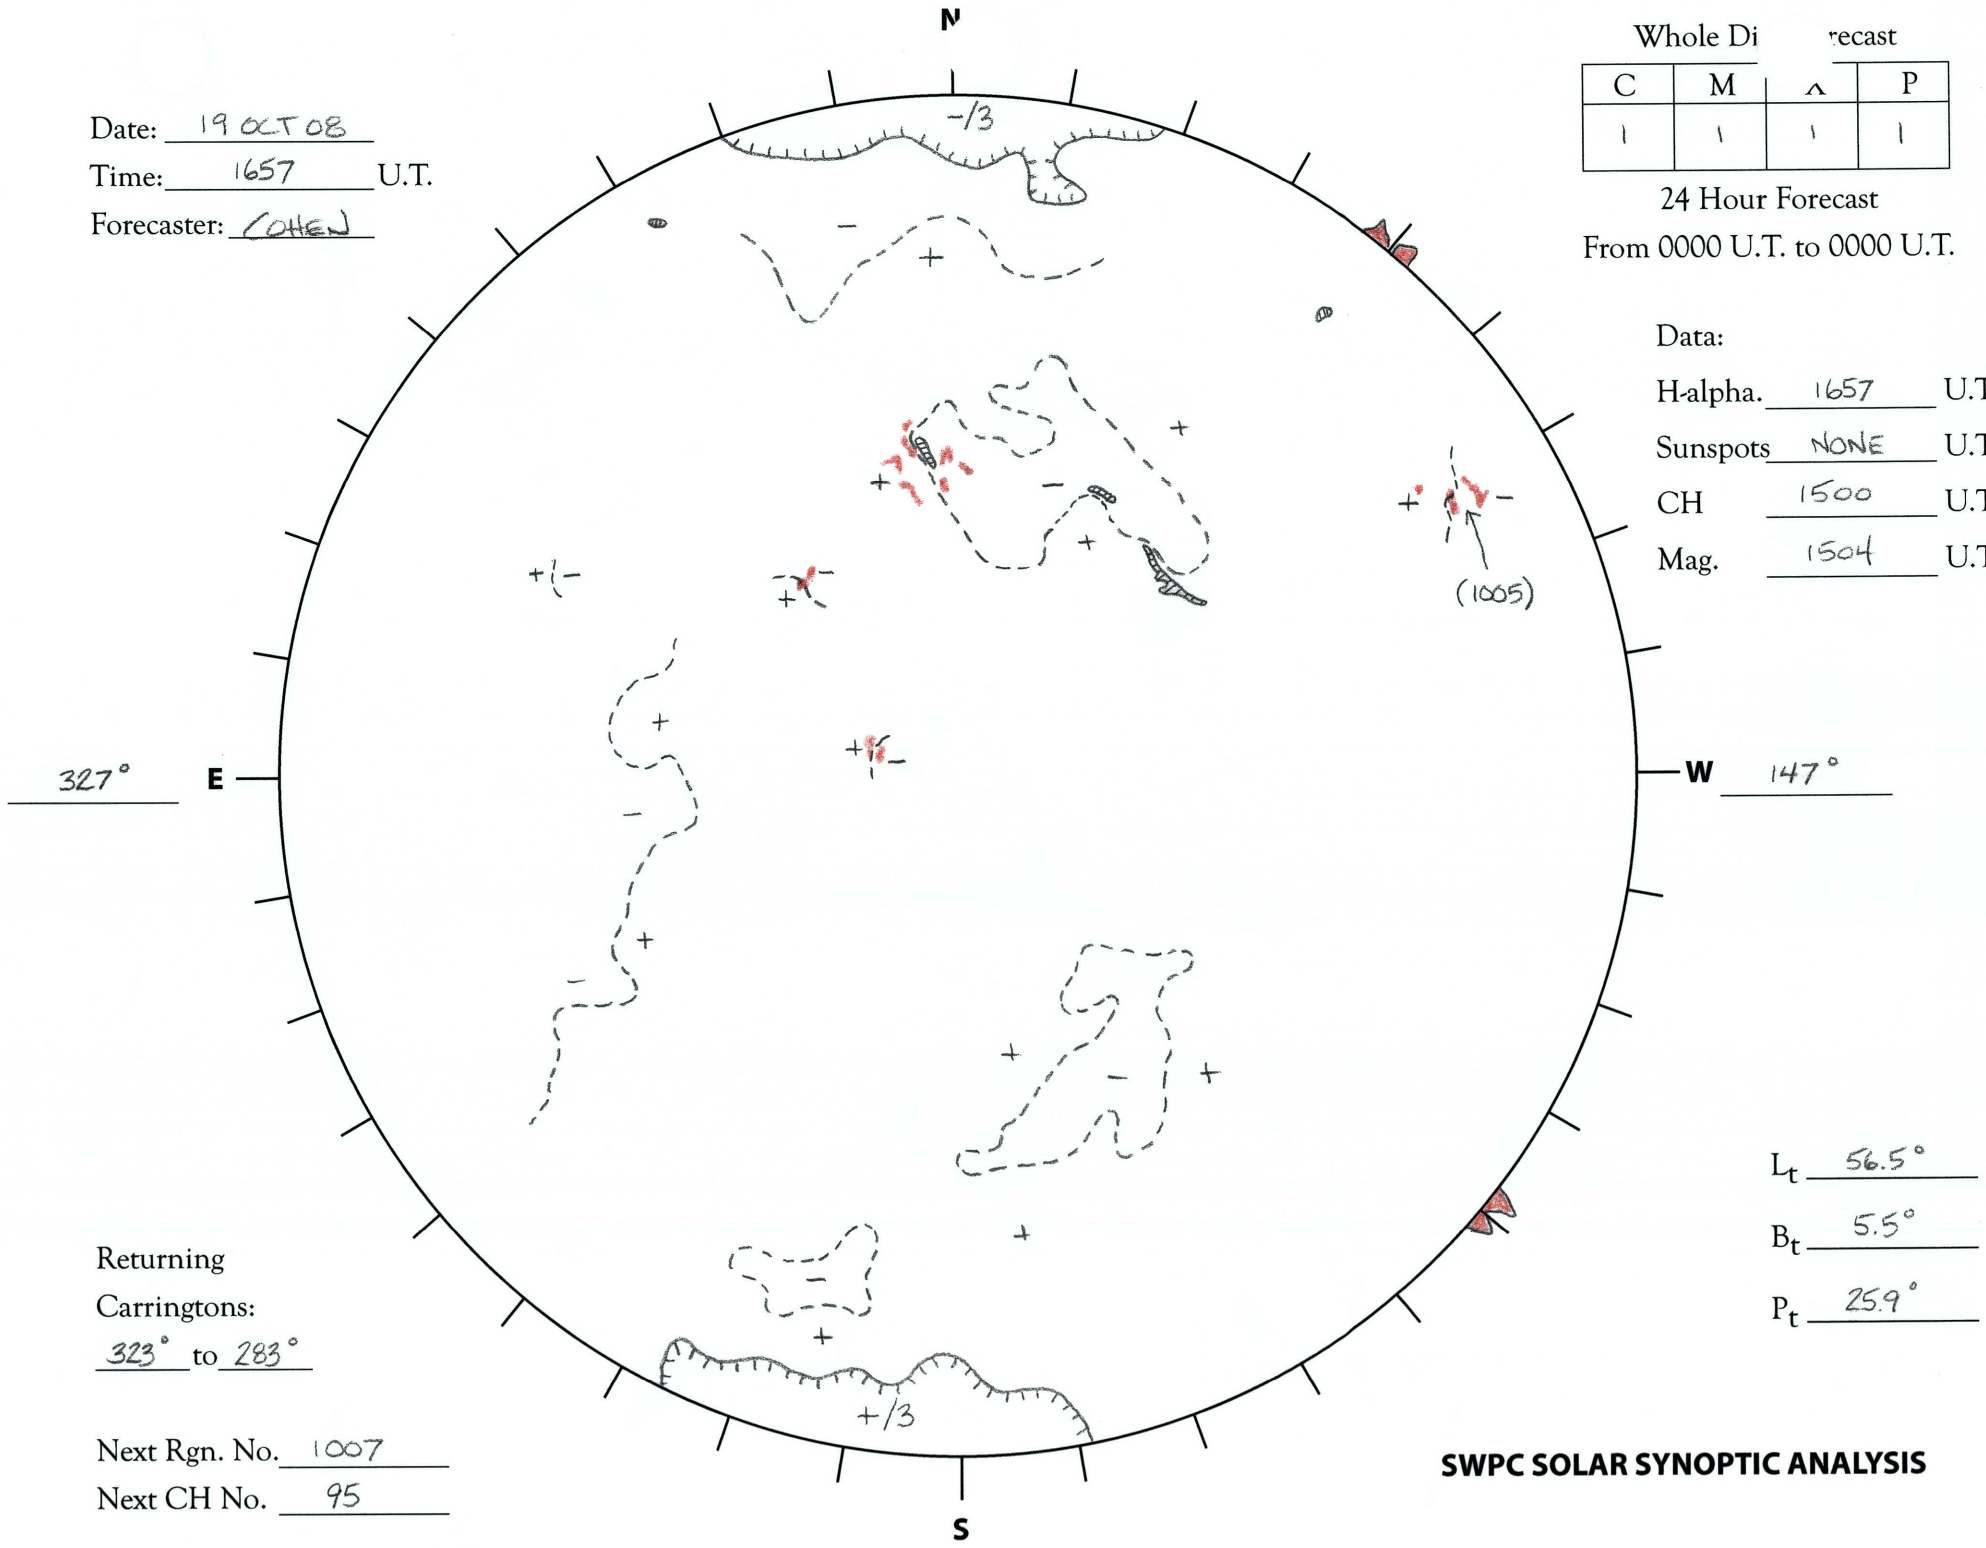 N
Whole Di recast
C M P
1 1 1 1
24 Hour Forecast
From 0000 U.T. to 0000 U.T.
Date: 19 OCT 08
Time: 1657 U.T.
Forecaster: COHEN
-/3
-
+
Data:
H-alpha. 1657 U.T
Sunspots NONE U.T
CH 1500 U.T
Mag. 1504 U.T
+
+
-
+
+ -
(1005)
+ -
+ -
+
+ -
-
+
-
+
-
+
+
+
-
+
327° E
W 147°
Lt 56.5°
Bt 5.5°
Pt 25.9°
Returning
Carringtons:
323° to 283°
+/3
Next Rgn. No. 1007
Next CH No. 95
SWPC SOLAR SYNOPTIC ANALYSIS
S